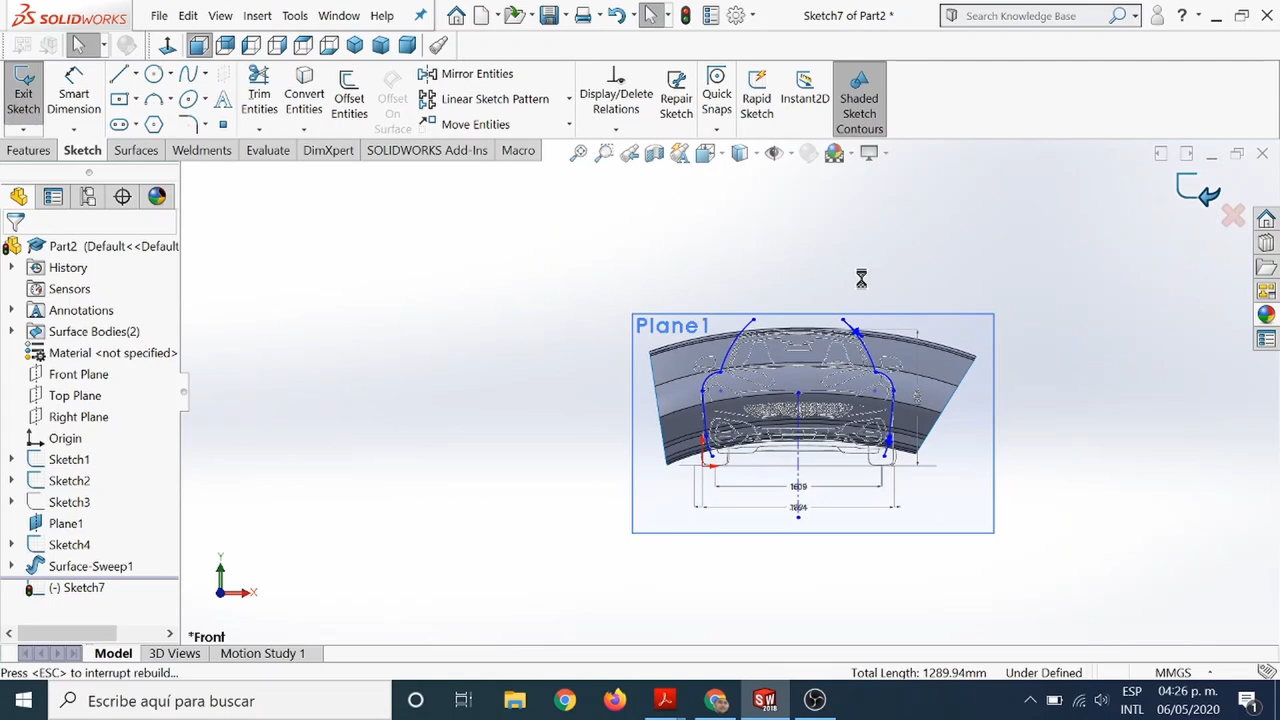 SOLIDWORKS File Edit View Insert Tools Window Help Sketch7 of Part2 * Search Knowledge Base
Exit Sketch
Smart Dimension
Trim Entities
Convert Entities
Offset Entities
Offset On Surface
Mirror Entities
Linear Sketch Pattern
Move Entities
Display/Delete Relations
Repair Sketch
Quick Snaps
Rapid Sketch
Instant2D
Shaded Sketch Contours
Features Sketch Surfaces Weldments Evaluate DimXpert SOLIDWORKS Add-Ins Macro
Part2 (Default<<Default
History
Sensors
Annotations
Surface Bodies(2)
Material <not specified>
Front Plane
Top Plane
Right Plane
Origin
Sketch1
Sketch2
Sketch3
Plane1
Sketch4
Surface-Sweep1
(-) Sketch7
Plane1
1609
Y
X
*Front
Model 3D Views Motion Study 1
Press <ESC> to interrupt rebuild... Total Length: 1289.94mm Under Defined MMGS
Escribe aquí para buscar
SW
2018
ESP
INTL
04:26 p. m.
06/05/2020
1